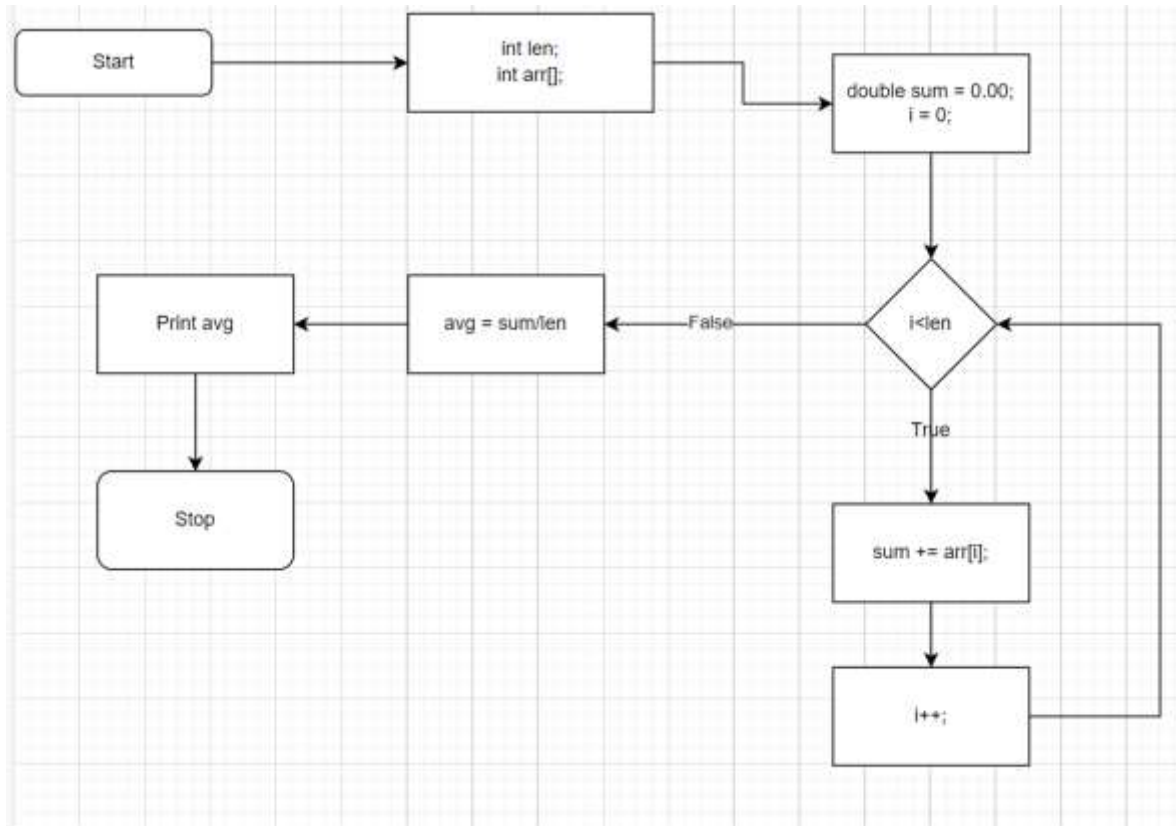 Start
int len;
int arr[];
double sum = 0.00;
i = 0;
i<len
False
avg = sum/len
Print avg
Stop
True
sum += arr[i];
i++;